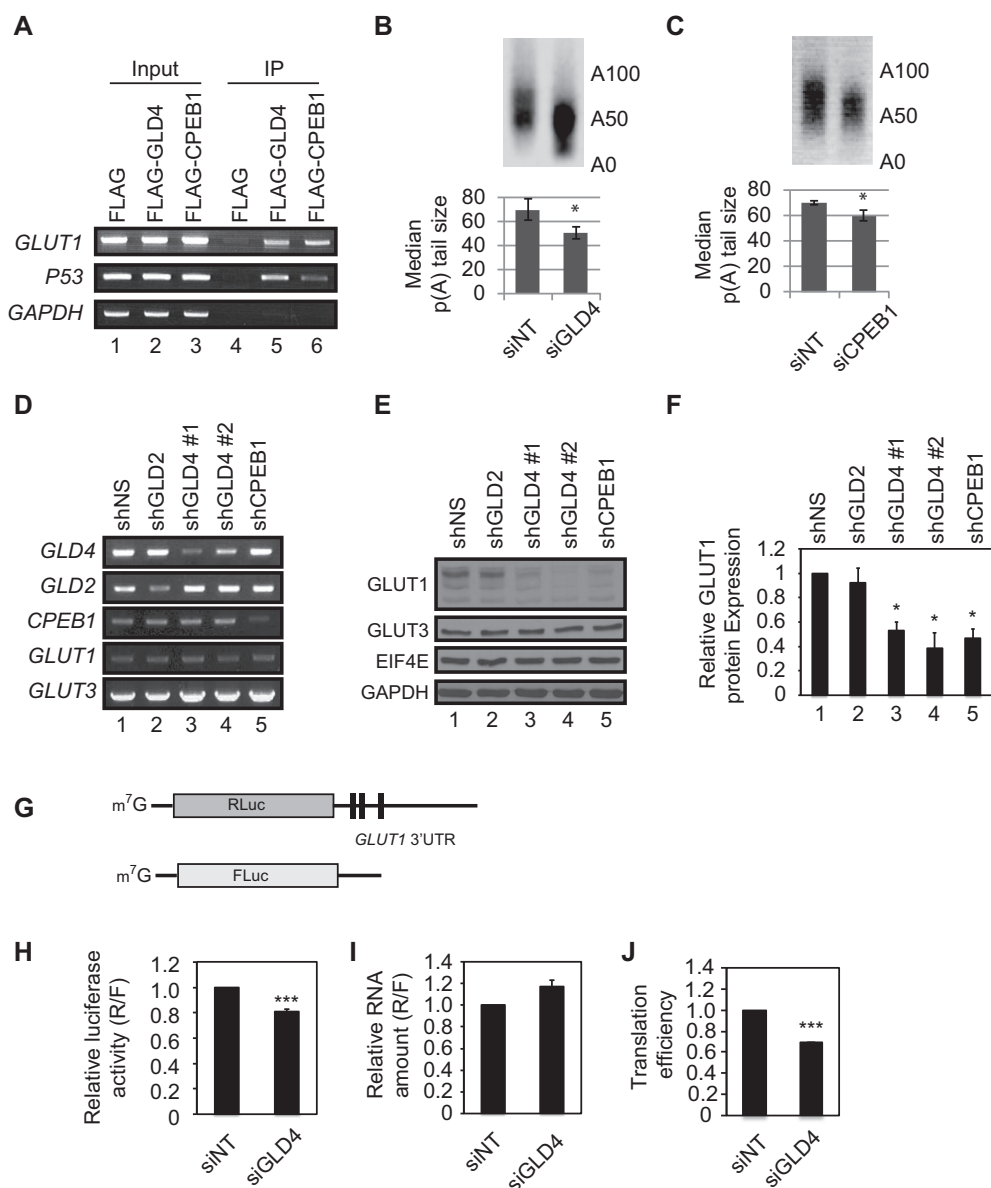 A
Input
IP
FLAG
FLAG-GLD4
FLAG-CPEB1
FLAG
FLAG-GLD4
FLAG-CPEB1
GLUT1
P53
GAPDH
1 2 3 4 5 6
B
A100
A50
A0
Median
p(A) tail size
80
60
40
20
0
*
siNT
siGLD4
C
A100
A50
A0
Median
p(A) tail size
80
60
40
20
0
*
siNT
siCPEB1
D
shNS
shGLD2
shGLD4 #1
shGLD4 #2
shCPEB1
GLD4
GLD2
CPEB1
GLUT1
GLUT3
1 2 3 4 5
E
shNS
shGLD2
shGLD4 #1
shGLD4 #2
shCPEB1
GLUT1
GLUT3
EIF4E
GAPDH
1 2 3 4 5
F
shNS
shGLD2
shGLD4 #1
shGLD4 #2
shCPEB1
Relative GLUT1
protein Expression
1.2
1
0.8
0.6
0.4
0.2
0
* * *
1 2 3 4 5
G
m⁷G
RLuc
GLUT1 3'UTR
m⁷G
FLuc
H
Relative luciferase
activity (R/F)
1.2
1.0
0.8
0.6
0.4
0.2
0
***
siNT
siGLD4
I
Relative RNA
amount (R/F)
1.4
1.2
1.0
0.8
0.6
0.4
0.2
0
siNT
siGLD4
J
Translation
efficiency
1.4
1.2
1.0
0.8
0.6
0.4
0.2
0
***
siNT
siGLD4